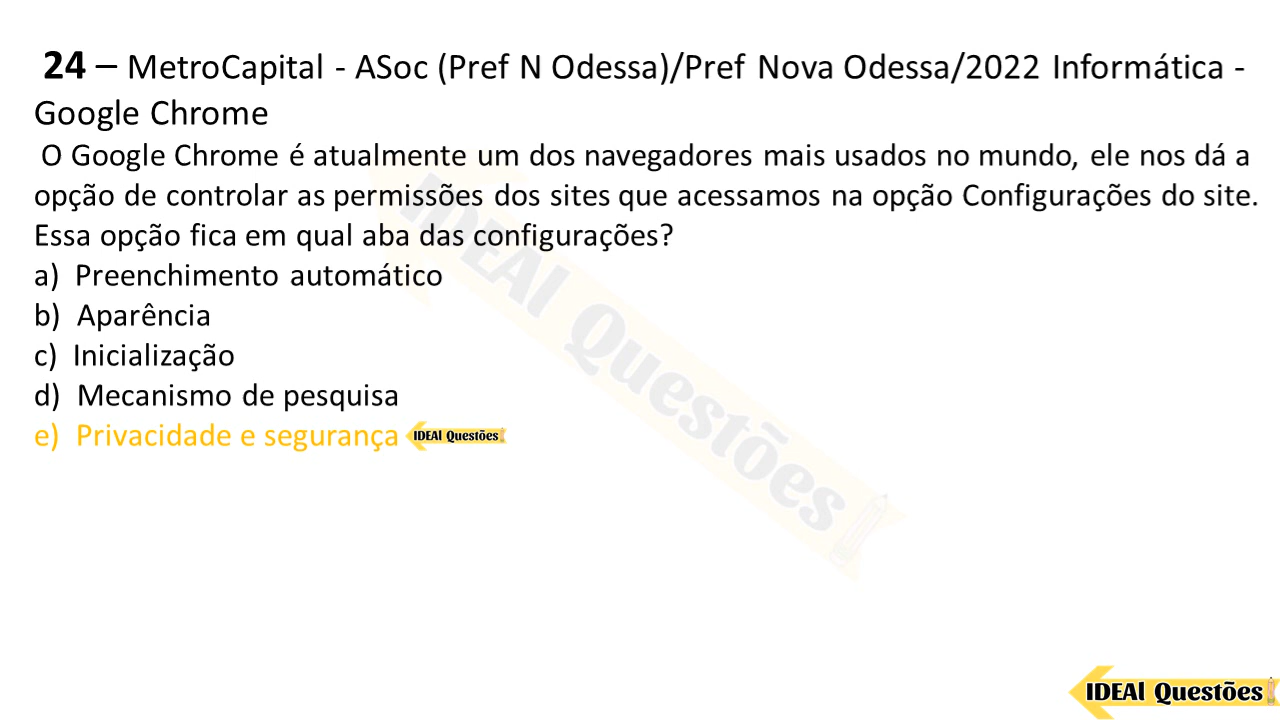 24 – MetroCapital - ASoc (Pref N Odessa)/Pref Nova Odessa/2022 Informática -
Google Chrome
O Google Chrome é atualmente um dos navegadores mais usados no mundo, ele nos dá a
opção de controlar as permissões dos sites que acessamos na opção Configurações do site.
Essa opção fica em qual aba das configurações?
a) Preenchimento automático
b) Aparência
c) Inicialização
d) Mecanismo de pesquisa
e) Privacidade e segurança IDEAl Questões
IDEAl Questões
IDEAl Questões